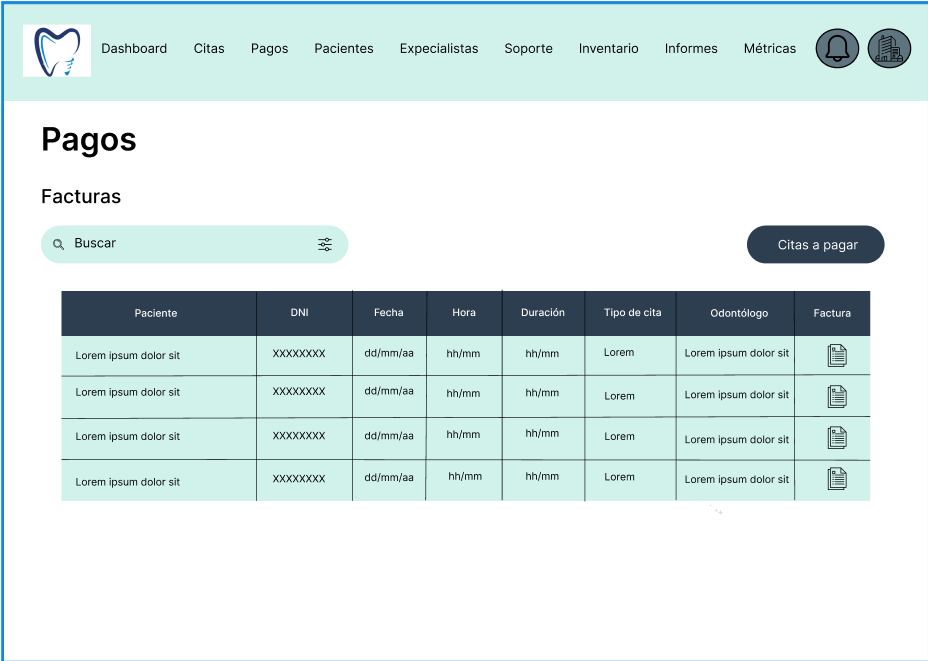 Dashboard Citas Pagos Pacientes Expecialistas Soporte Inventario Informes Métricas
Pagos
Facturas
Buscar
Citas a pagar
Paciente DNI Fecha Hora Duración Tipo de cita Odontólogo Factura
Lorem ipsum dolor sit XXXXXXXX dd/mm/aa hh/mm hh/mm Lorem Lorem ipsum dolor sit
Lorem ipsum dolor sit XXXXXXXX dd/mm/aa hh/mm hh/mm Lorem Lorem ipsum dolor sit
Lorem ipsum dolor sit XXXXXXXX dd/mm/aa hh/mm hh/mm Lorem Lorem ipsum dolor sit
Lorem ipsum dolor sit XXXXXXXX dd/mm/aa hh/mm hh/mm Lorem Lorem ipsum dolor sit